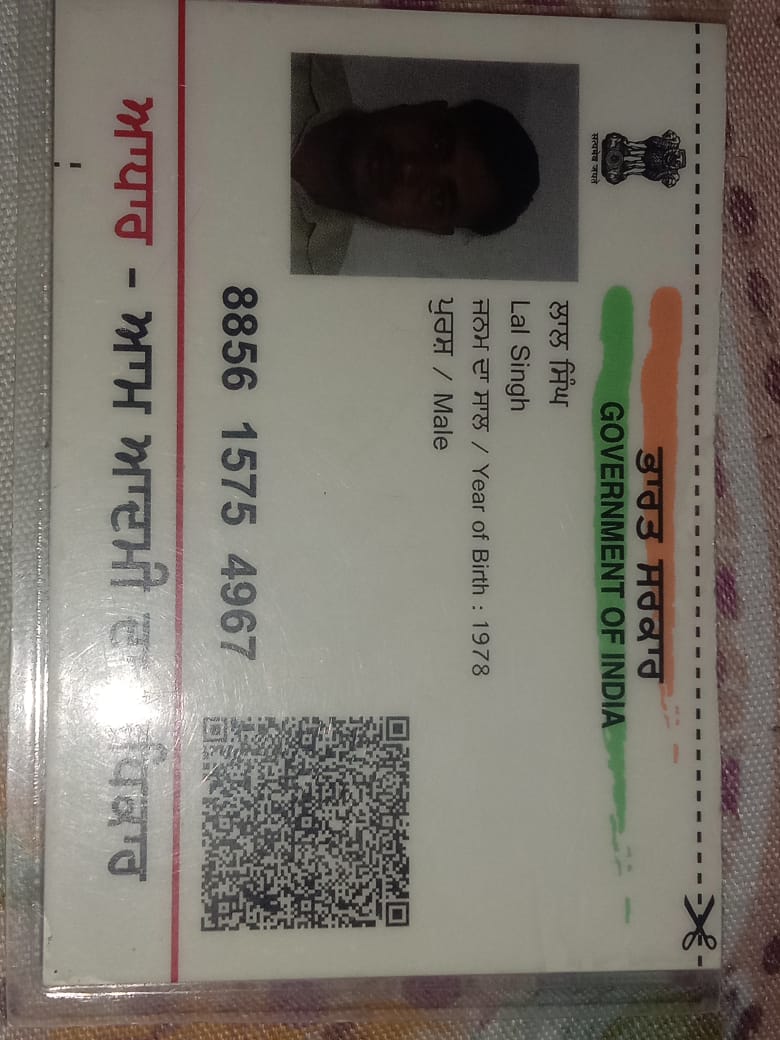 ਭਾਰਤ ਸਰਕਾਰ
GOVERNMENT OF INDIA
सत्यमेव जयते
ਲਾਲ ਸਿੰਘ
Lal Singh
ਜਨਮ ਦਾ ਸਾਲ / Year of Birth : 1978
ਪੁਰਸ਼ / Male
8856 1575 4967
ਆਧਾਰ - ਆਮ ਆਦਮੀ ਦਾ